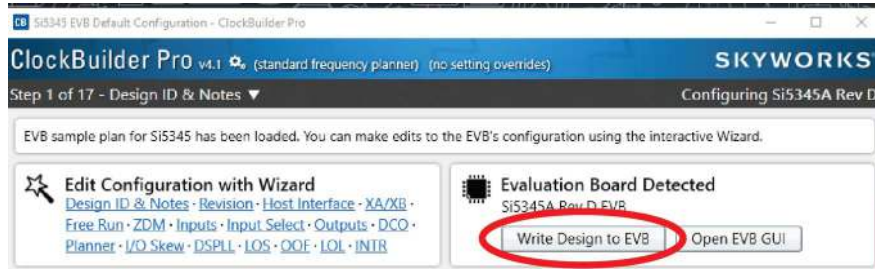 CB Si5345 EVB Default Configuration - ClockBuilder Pro
ClockBuilder Pro v4.1 (standard frequency planner) (no setting overrides) SKYWORKS
Step 1 of 17 - Design ID & Notes ▼ Configuring Si5345A Rev D
EVB sample plan for Si5345 has been loaded. You can make edits to the EVB's configuration using the interactive Wizard.
Edit Configuration with Wizard
Design ID & Notes · Revision · Host Interface · XA/XB ·
Free Run · ZDM · Inputs · Input Select · Outputs · DCO ·
Planner · I/O Skew · DSPLL · LOS · OOF · LOL · INTR
Evaluation Board Detected
Si5345A Rev D EVB
Write Design to EVB Open EVB GUI